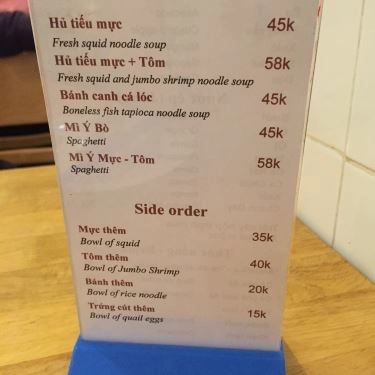 Hủ tiếu mực 45k
Fresh squid noodle soup
Hủ tiếu mực + Tôm 58k
Fresh squid and jumbo shrimp noodle soup
Bánh canh cá lóc 45k
Boneless fish tapioca noodle soup
Mì Ý Bò 45k
Spaghetti
Mì Ý Mực - Tôm 58k
Spaghetti
Side order
Mực thêm 35k
Bowl of squid
Tôm thêm 40k
Bowl of Jumbo Shrimp
Bánh thêm 20k
Bowl of rice noodle
Trứng cút thêm 15k
Bowl of quail eggs